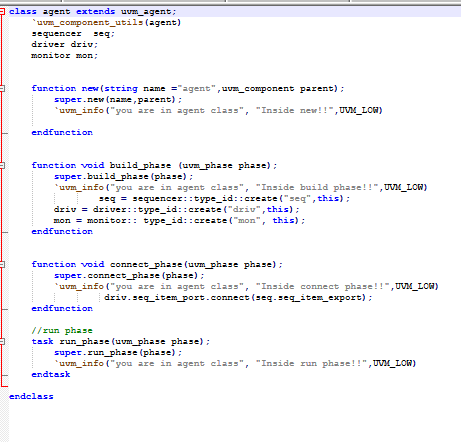 class agent extends uvm_agent;
`uvm_component_utils(agent)
sequencer  seq;
driver driv;
monitor mon;
function new(string name ="agent",uvm_component parent);
super.new(name,parent);
`uvm_info("you are in agent class", "Inside new!!",UVM_LOW)
endfunction
function void build_phase (uvm_phase phase);
super.build_phase(phase);
`uvm_info("you are in agent class", "Inside build phase!!",UVM_LOW)
seq = sequencer::type_id::create("seq",this);
driv = driver::type_id::create("driv",this);
mon = monitor:: type_id::create("mon", this);
endfunction
function void connect_phase(uvm_phase phase);
super.connect_phase(phase);
`uvm_info("you are in agent class", "Inside connect phase!!",UVM_LOW)
driv.seq_item_port.connect(seq.seq_item_export);
endfunction
//run phase
task run_phase(uvm_phase phase);
super.run_phase(phase);
`uvm_info("you are in agent class", "Inside run phase!!",UVM_LOW)
endtask
endclass